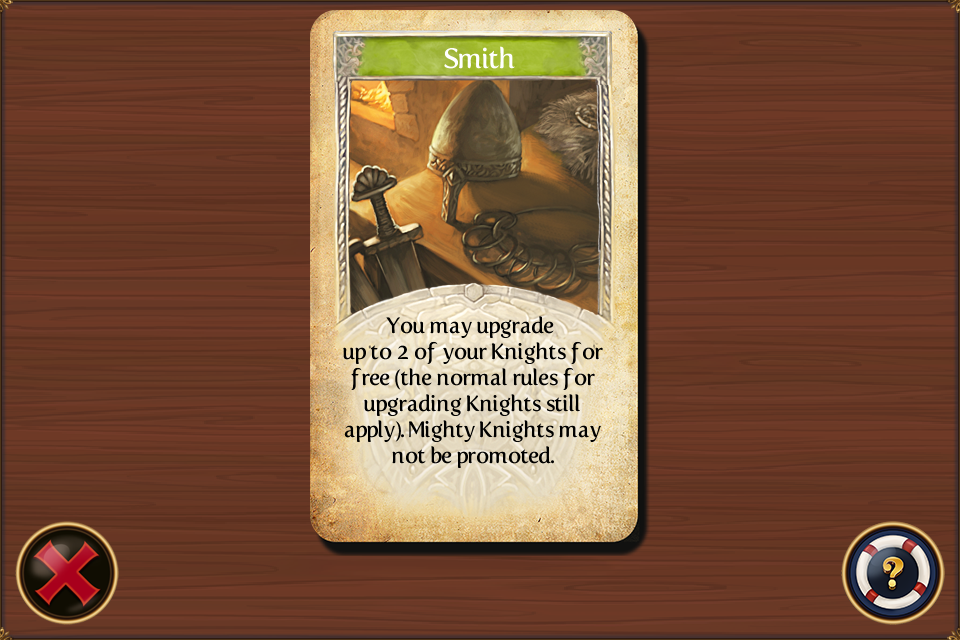 Smith
You may upgrade
up to 2 of your Knights for
free (the normal rules for
upgrading Knights still
apply). Mighty Knights may
not be promoted.
?